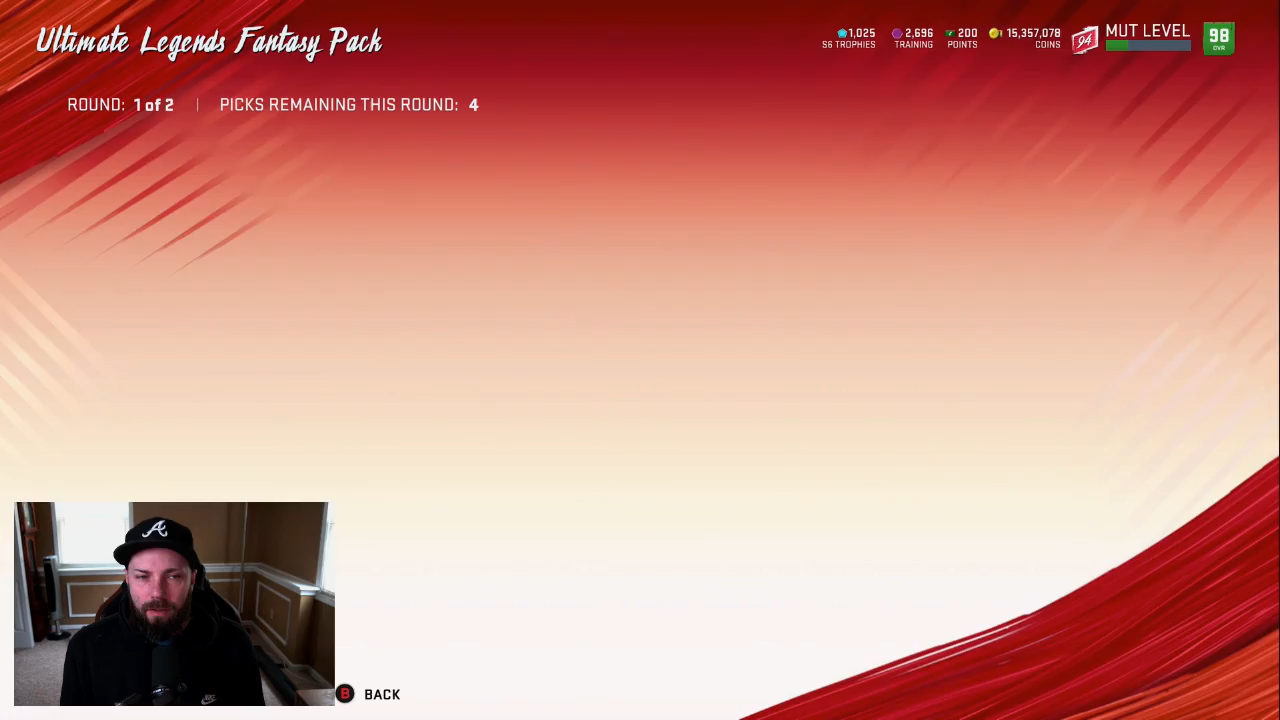 Ultimate Legends Fantasy Pack
1,025
S6 TROPHIES
2,696
TRAINING
200
POINTS
15,357,078
COINS
94
MUT LEVEL
98
OVR
ROUND: 1 of 2 | PICKS REMAINING THIS ROUND: 4
A
B BACK